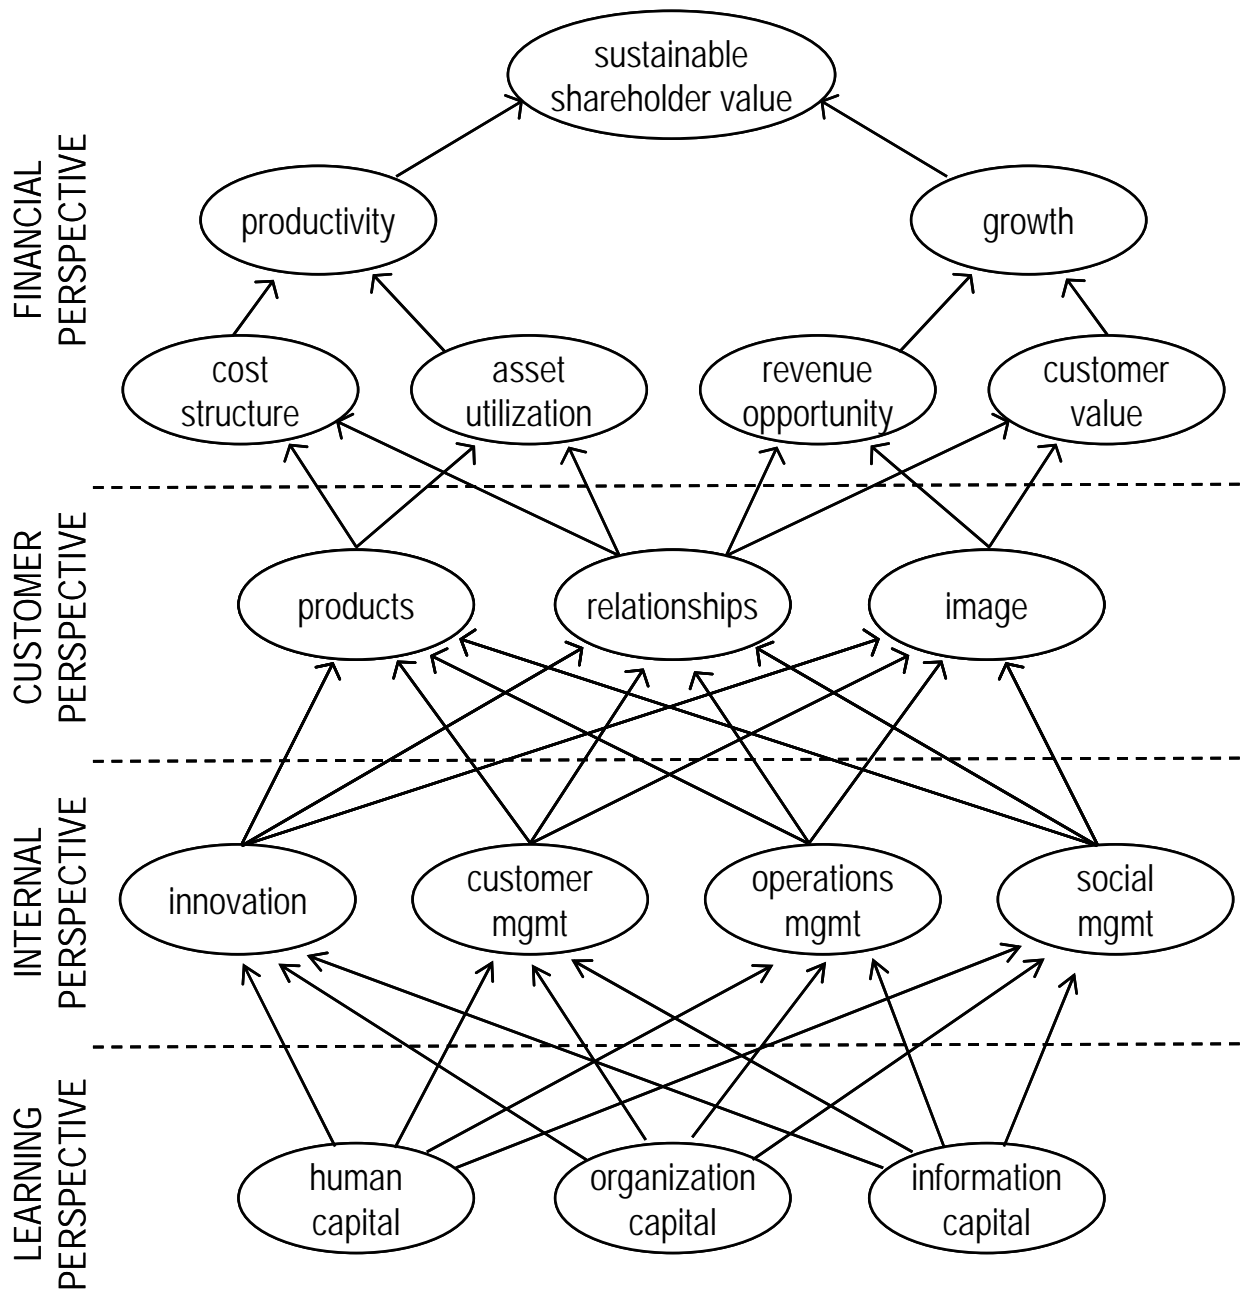 sustainable
shareholder value
FINANCIAL
PERSPECTIVE
productivity
growth
cost
structure
asset
utilization
revenue
opportunity
customer
value
CUSTOMER
PERSPECTIVE
products
relationships
image
INTERNAL
PERSPECTIVE
innovation
customer
mgmt
operations
mgmt
social
mgmt
LEARNING
PERSPECTIVE
human
capital
organization
capital
information
capital